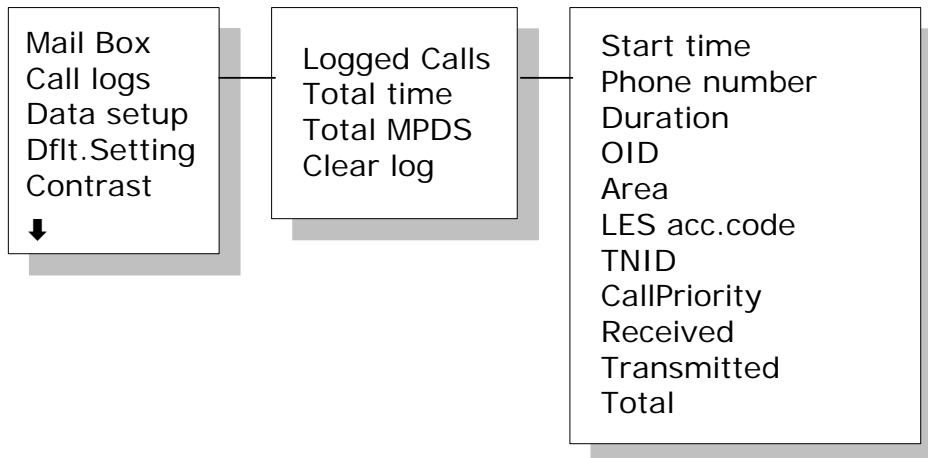 Mail Box
Call logs
Data setup
Dflt.Setting
Contrast
⬇
Logged Calls
Total time
Total MPDS
Clear log
Start time
Phone number
Duration
OID
Area
LES acc.code
TNID
CallPriority
Received
Transmitted
Total